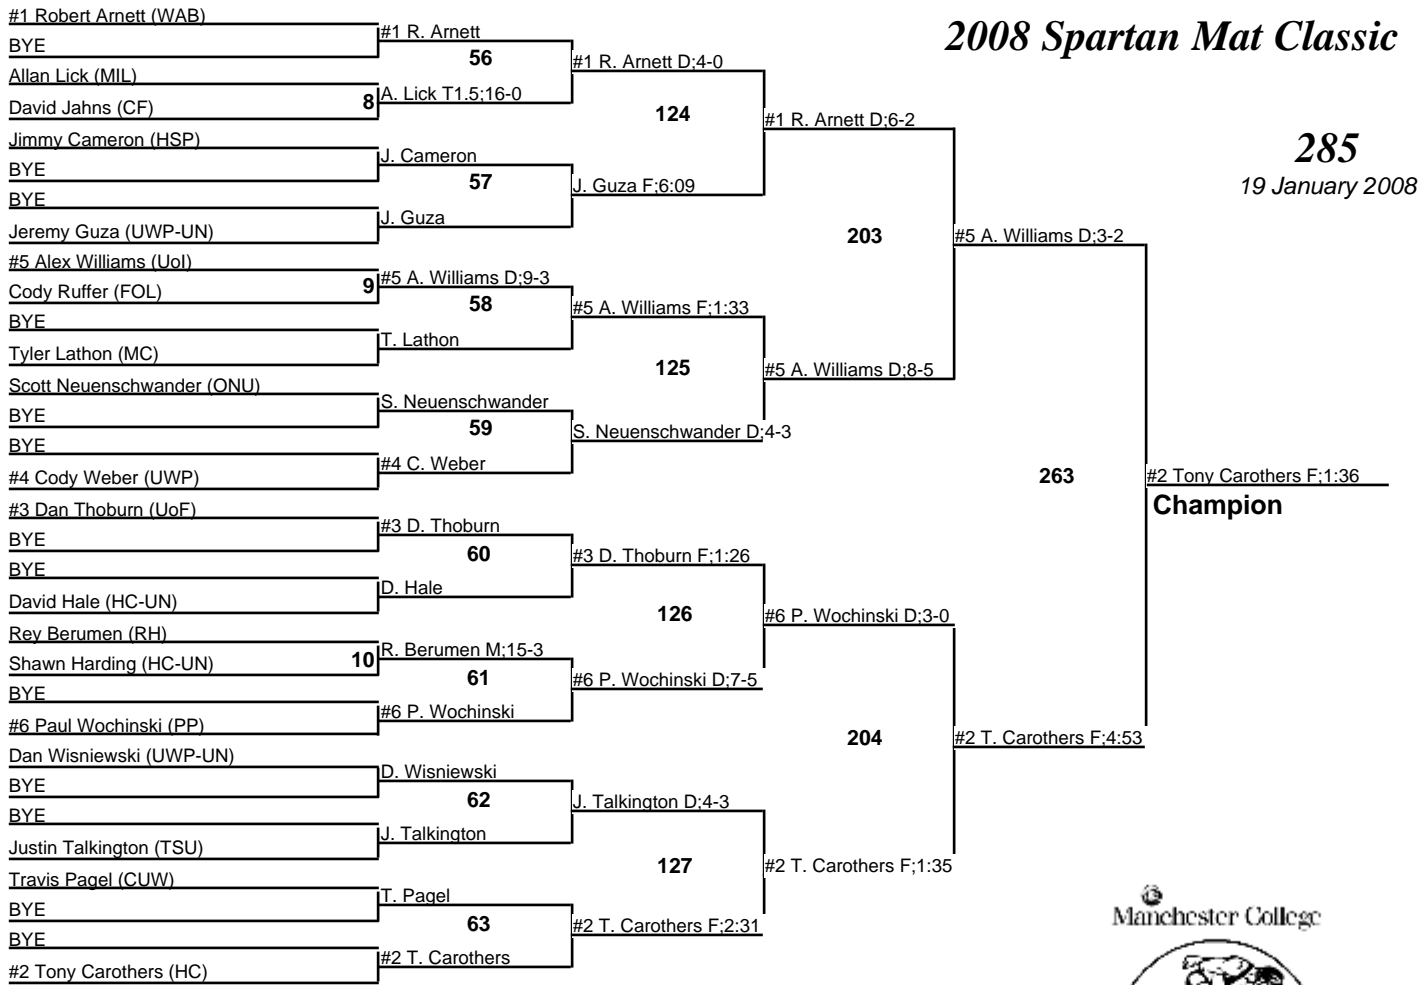 2008 Spartan Mat Classic
285
19 January 2008
#1 Robert Arnett (WAB)
BYE
Allan Lick (MIL)
David Jahns (CF)
Jimmy Cameron (HSP)
BYE
BYE
Jeremy Guza (UWP-UN)
#5 Alex Williams (UoI)
Cody Ruffer (FOL)
BYE
Tyler Lathon (MC)
Scott Neuenschwander (ONU)
BYE
BYE
#4 Cody Weber (UWP)
#3 Dan Thoburn (UoF)
BYE
BYE
David Hale (HC-UN)
Rey Berumen (RH)
Shawn Harding (HC-UN)
BYE
#6 Paul Wochinski (PP)
Dan Wisniewski (UWP-UN)
BYE
BYE
Justin Talkington (TSU)
Travis Pagel (CUW)
BYE
BYE
#2 Tony Carothers (HC)
8
9
10
#1 R. Arnett
56
A. Lick T1.5;16-0
J. Cameron
57
J. Guza
#5 A. Williams D;9-3
58
T. Lathon
S. Neuenschwander
59
#4 C. Weber
#3 D. Thoburn
60
D. Hale
R. Berumen M;15-3
61
#6 P. Wochinski
D. Wisniewski
62
J. Talkington
T. Pagel
63
#2 T. Carothers
#1 R. Arnett D;4-0
124
J. Guza F;6:09
#5 A. Williams F;1:33
125
S. Neuenschwander D;4-3
#3 D. Thoburn F;1:26
126
#6 P. Wochinski D;7-5
J. Talkington D;4-3
127
#2 T. Carothers F;2:31
#1 R. Arnett D;6-2
203
#5 A. Williams D;8-5
#6 P. Wochinski D;3-0
204
#2 T. Carothers F;1:35
#5 A. Williams D;3-2
263
#2 T. Carothers F;4:53
#2 Tony Carothers F;1:36
Champion
Manchester College